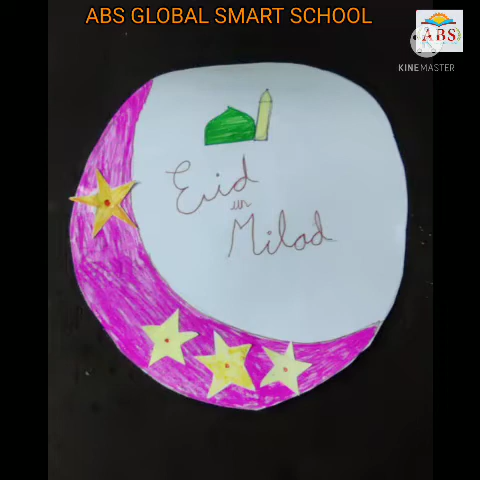 ABS GLOBAL SMART SCHOOL
ABS
KINEMASTER
Eid
un
Milad